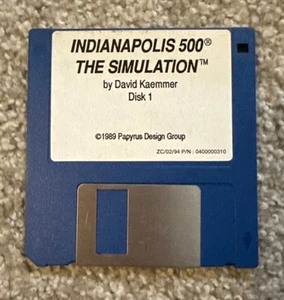 INDIANAPOLIS 500®
THE SIMULATION™
by David Kaemmer
Disk 1
©1989 Papyrus Design Group
ZC/02/94 P/N : 0400000310